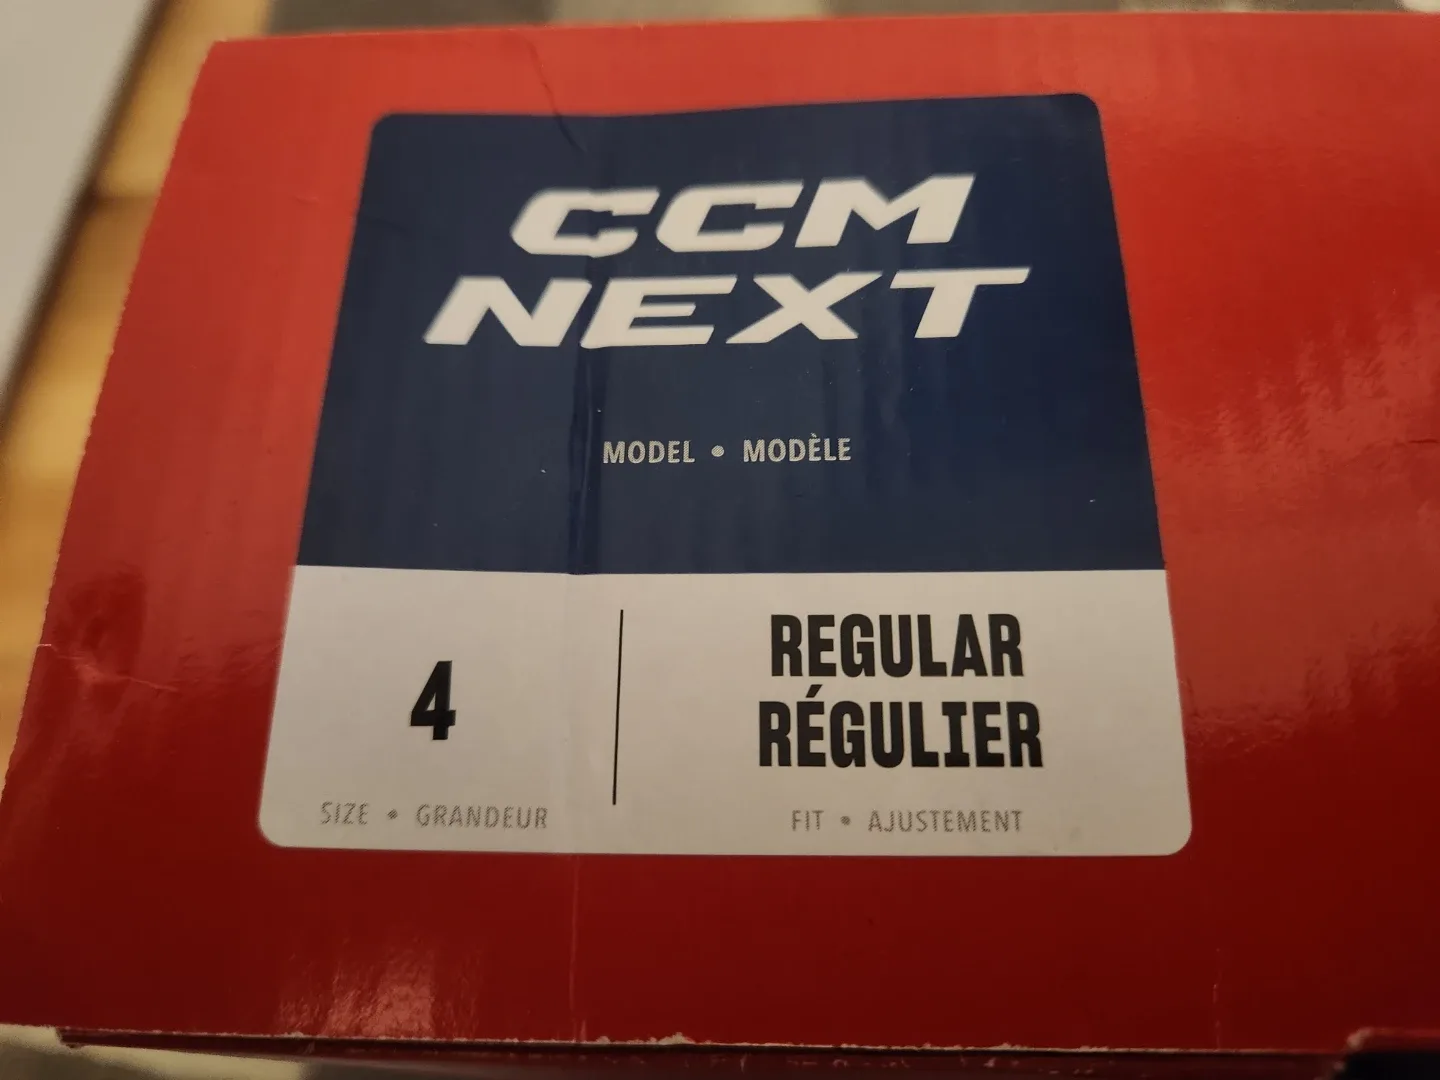 CCM
NEXT
MODEL • MODÈLE
4
SIZE • GRANDEUR
REGULAR
RÉGULIER
FIT • AJUSTEMENT